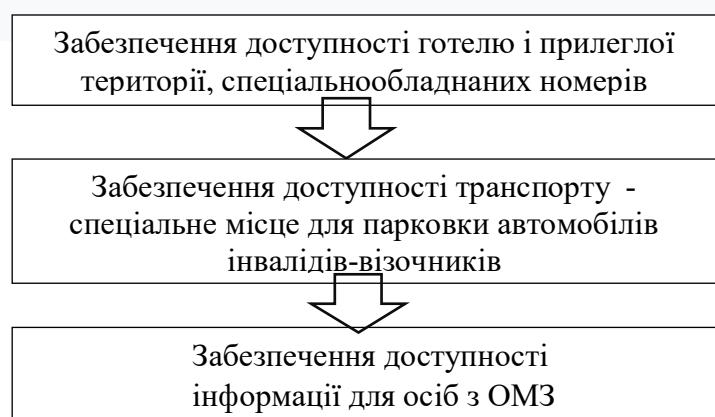 Забезпечення доступності готелю і прилеглої
території, спеціальнообладнаних номерів
Забезпечення доступності транспорту -
спеціальне місце для парковки автомобілів
інвалідів-візочників
Забезпечення доступності
інформації для осіб з ОМЗ